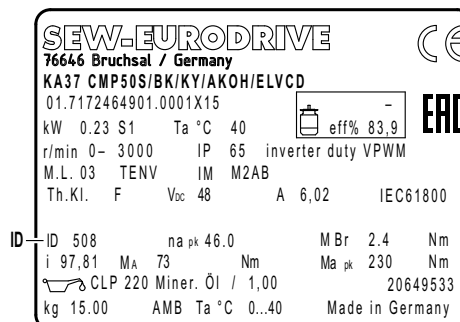 SEW-EURODRIVE
76646 Bruchsal / Germany
CE
KA37 CMP50S/BK/KY/AKOH/ELVCD
01.7172464901.0001X15
–
kW 0.23 S1 Ta °C 40 eff% 83,9
EAC
r/min 0– 3000 IP 65 inverter duty VPWM
M.L. 03 TENV IM M2AB
Th.Kl. F VDC 48 A 6,02 IEC61800
ID ID 508 na pk 46.0 M Br 2.4 Nm
i 97,81 MA 73 Nm Ma pk 230 Nm
CLP 220 Miner. Öl / 1,00 20649533
kg 15.00 AMB Ta °C 0...40 Made in Germany